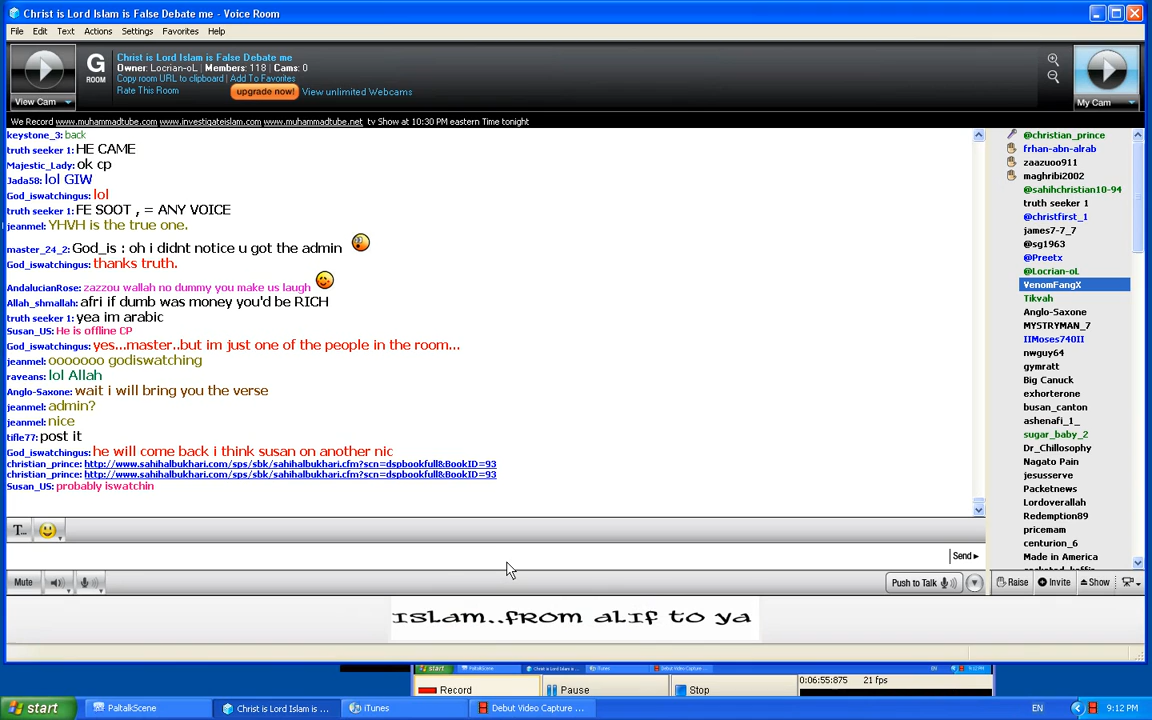 Christ is Lord Islam is False Debate me - Voice Room
File Edit Text Actions Settings Favorites Help
View Cam
G
ROOM
Christ is Lord Islam is False Debate me
Owner: Locrian-oL | Members: 118 | Cams: 0
Copy room URL to clipboard | Add To Favorites
Rate This Room
upgrade now! View unlimited Webcams
My Cam
We Record www.muhammadtube.com www.investigateislam.com www.muhammadtube.net tv Show at 10:30 PM eastern Time tonight
keystone_3: back
truth seeker 1: HE CAME
Majestic_Lady: ok cp
Jada58: lol GIW
God_iswatchingus: lol
truth seeker 1: FE SOOT , = ANY VOICE
jeanmel: YHVH is the true one.
master_24_2: God_is : oh i didnt notice u got the admin
God_iswatchingus: thanks truth.
AndalucianRose: zazzou wallah no dummy you make us laugh
Allah_shmallah: afri if dumb was money you'd be RICH
truth seeker 1: yea im arabic
Susan_US: He is offline CP
God_iswatchingus: yes...master..but im just one of the people in the room...
jeanmel: ooooooo godiswatching
raveans: lol Allah
Anglo-Saxone: wait i will bring you the verse
jeanmel: admin?
jeanmel: nice
tifle77: post it
God_iswatchingus: he will come back i think susan on another nic
christian_prince: http://www.sahihalbukhari.com/sps/sbk/sahihalbukhari.cfm?scn=dspbookfull&BookID=93
christian_prince: http://www.sahihalbukhari.com/sps/sbk/sahihalbukhari.cfm?scn=dspbookfull&BookID=93
Susan_US: probably iswatchin
@christian_prince
frhan-abn-alrab
zaazuoo911
maghribi2002
@sahihchristian10-94
truth seeker 1
@christfirst_1
james7-7_7
@sg1963
@Preetx
@Locrian-oL
VenomFangX
Tikvah
Anglo-Saxone
MYSTRYMAN_7
IIMoses740II
nwguy64
gymratt
Big Canuck
exhorterone
busan_canton
ashenafi_1_
sugar_baby_2
Dr_Chillosophy
Nagato Pain
jesusserve
Packetnews
Lordoverallah
Redemption89
pricemam
centurion_6
Made in America
T...
Send
Mute
Push to Talk
Raise Invite Show
Islam..from alif to ya
Record Pause Stop
0:06:55:875 21 fps
start PaltalkScene Christ is Lord Islam is ... iTunes Debut Video Capture ... EN 9:12 PM